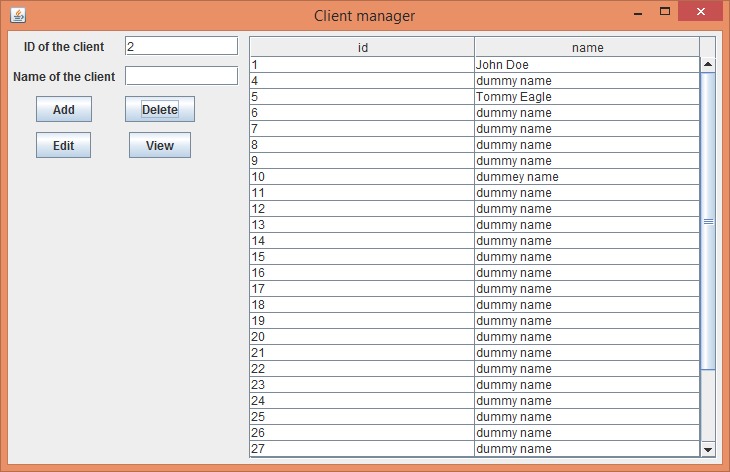 Client manager
ID of the client 2
Name of the client
Add Delete
Edit View
id name
1 John Doe
4 dummy name
5 Tommy Eagle
6 dummy name
7 dummy name
8 dummy name
9 dummy name
10 dummey name
11 dummy name
12 dummy name
13 dummy name
14 dummy name
15 dummy name
16 dummy name
17 dummy name
18 dummy name
19 dummy name
20 dummy name
21 dummy name
22 dummy name
23 dummy name
24 dummy name
25 dummy name
26 dummy name
27 dummy name